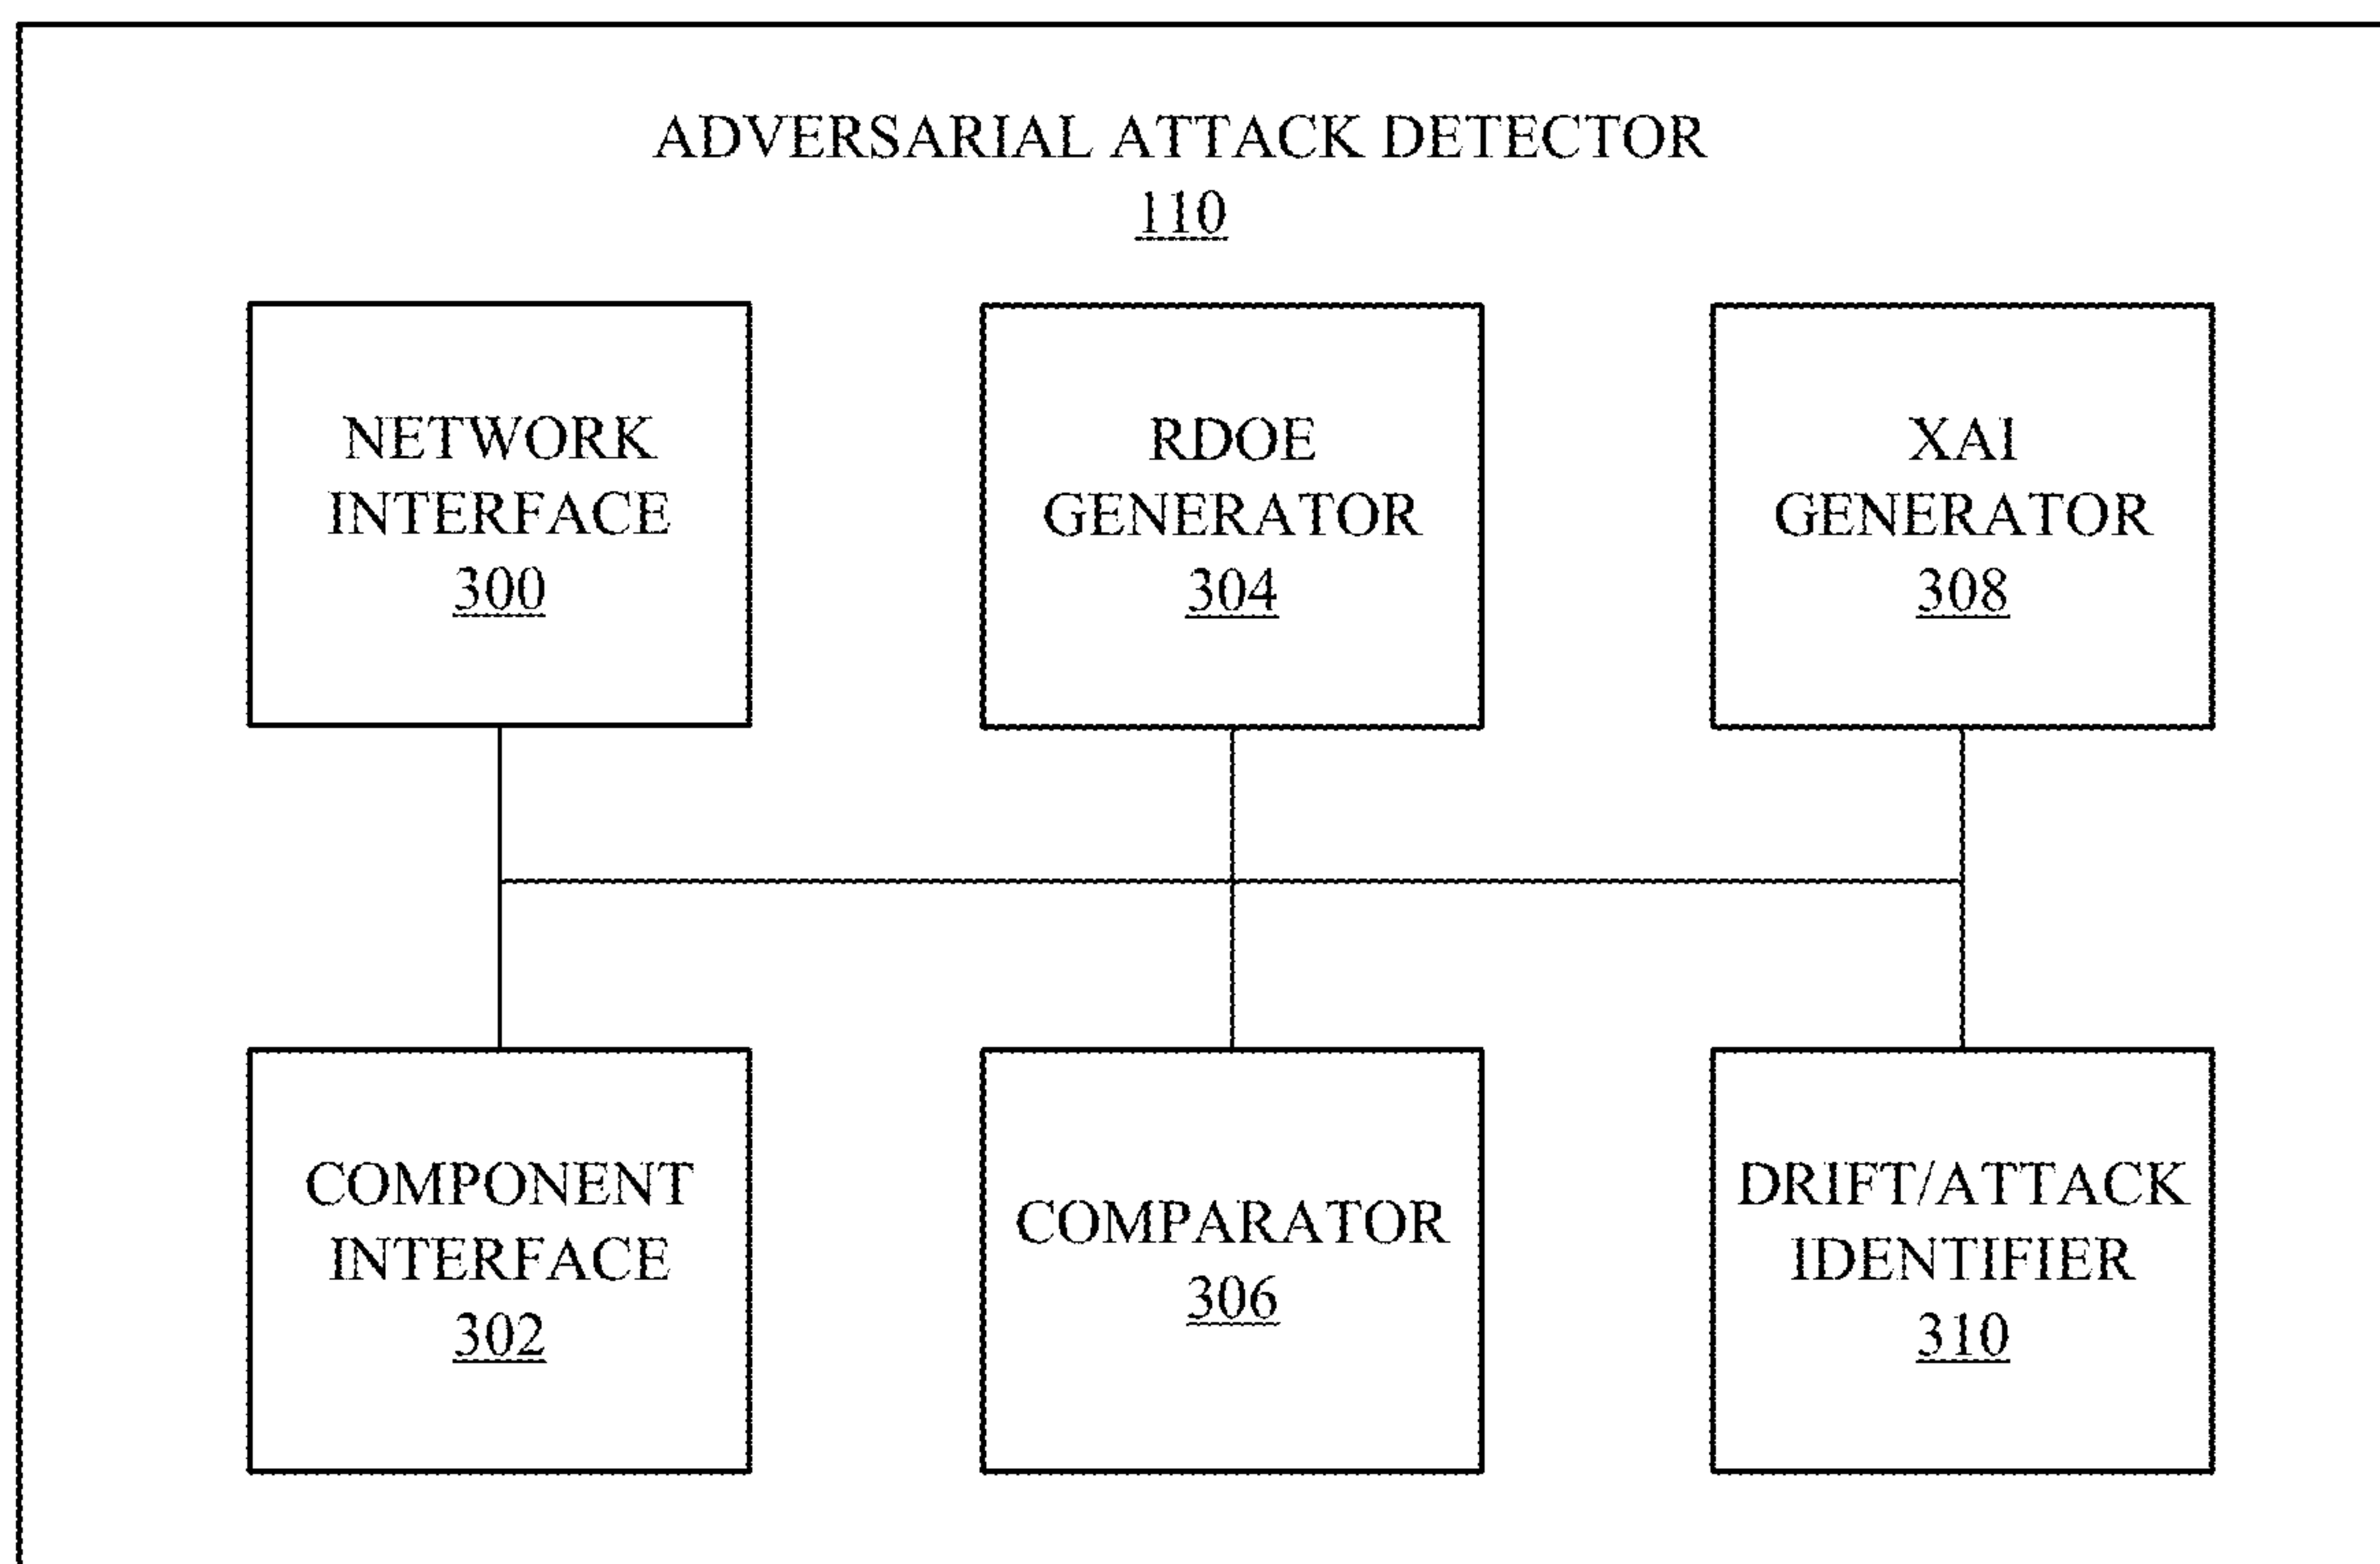 ADVERSARIAL ATTACK DETECTOR
110
NETWORK
INTERFACE
300
RDOE
GENERATOR
304
XAI
GENERATOR
308
COMPONENT
INTERFACE
302
COMPARATOR
306
DRIFT/ATTACK
IDENTIFIER
310